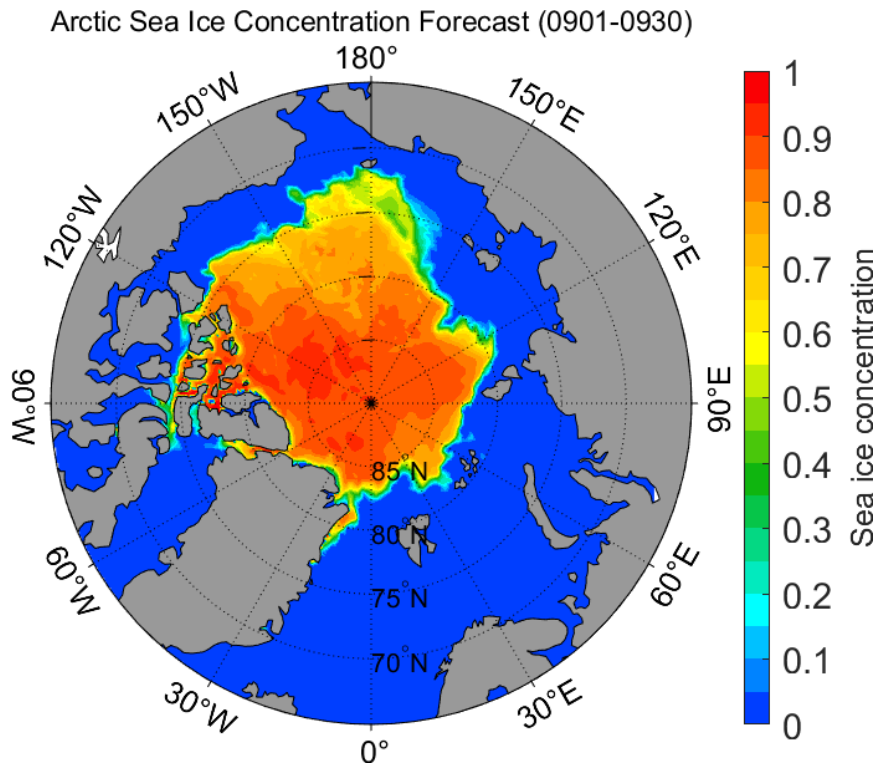 Arctic Sea Ice Concentration Forecast (0901-0930)
180°
150°W
150°E
120°W
120°E
90°W
90°E
60°W
60°E
30°W
30°E
0°
85°N
80°N
75°N
70°N
1
0.9
0.8
0.7
0.6
0.5
0.4
0.3
0.2
0.1
0
Sea ice concentration